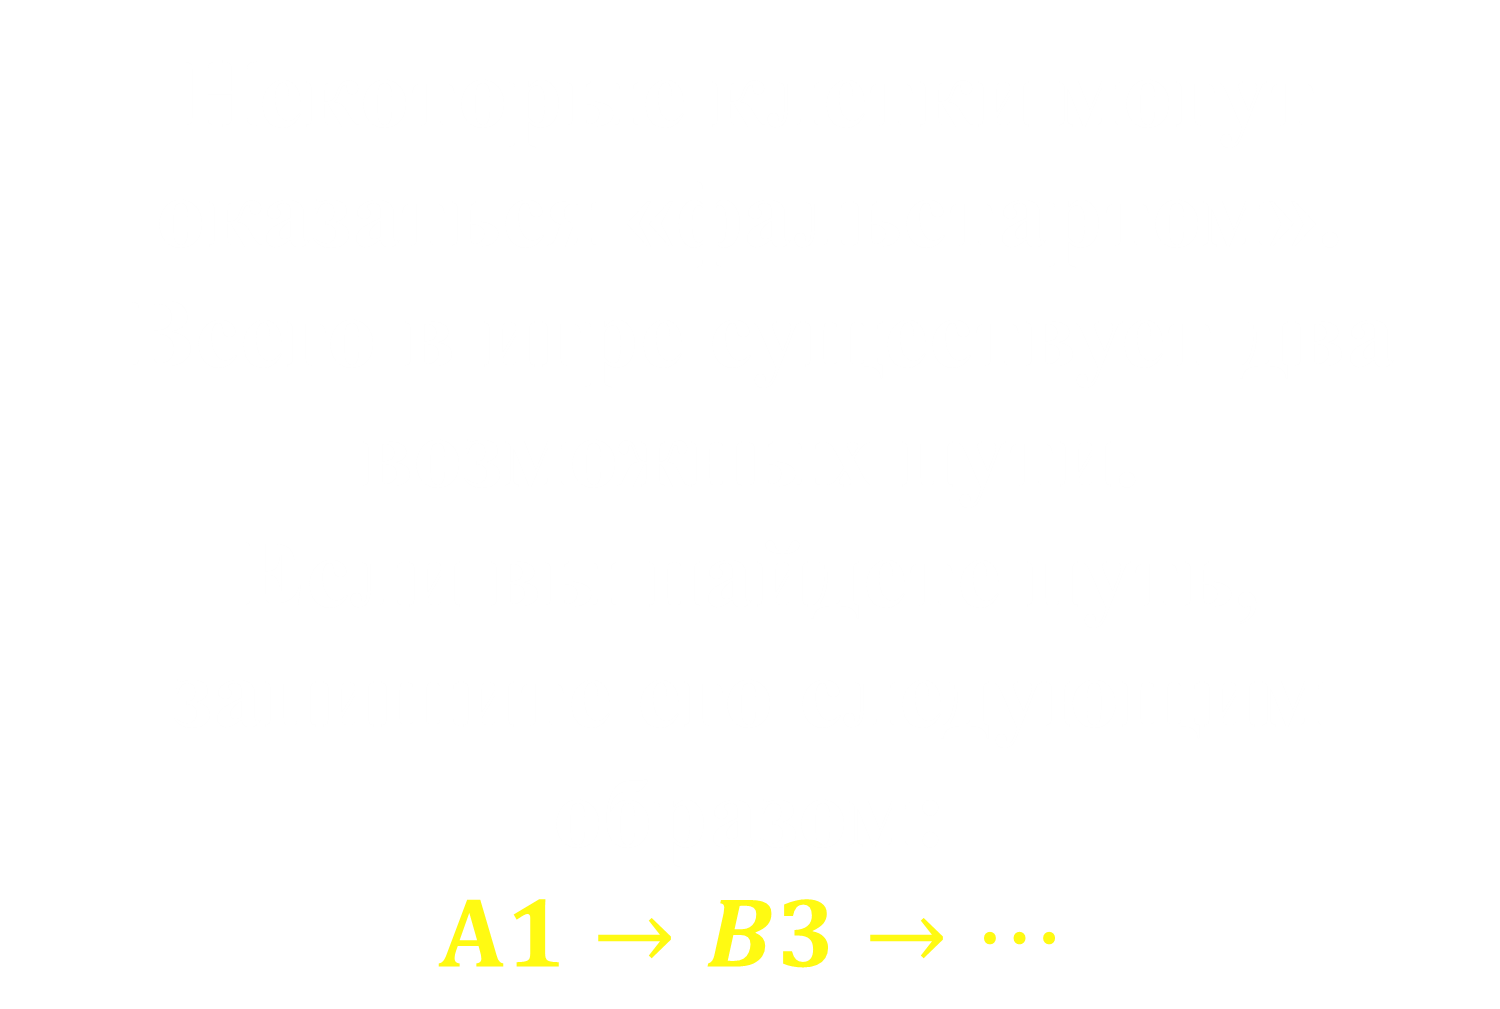 A1 → B3 → ⋯